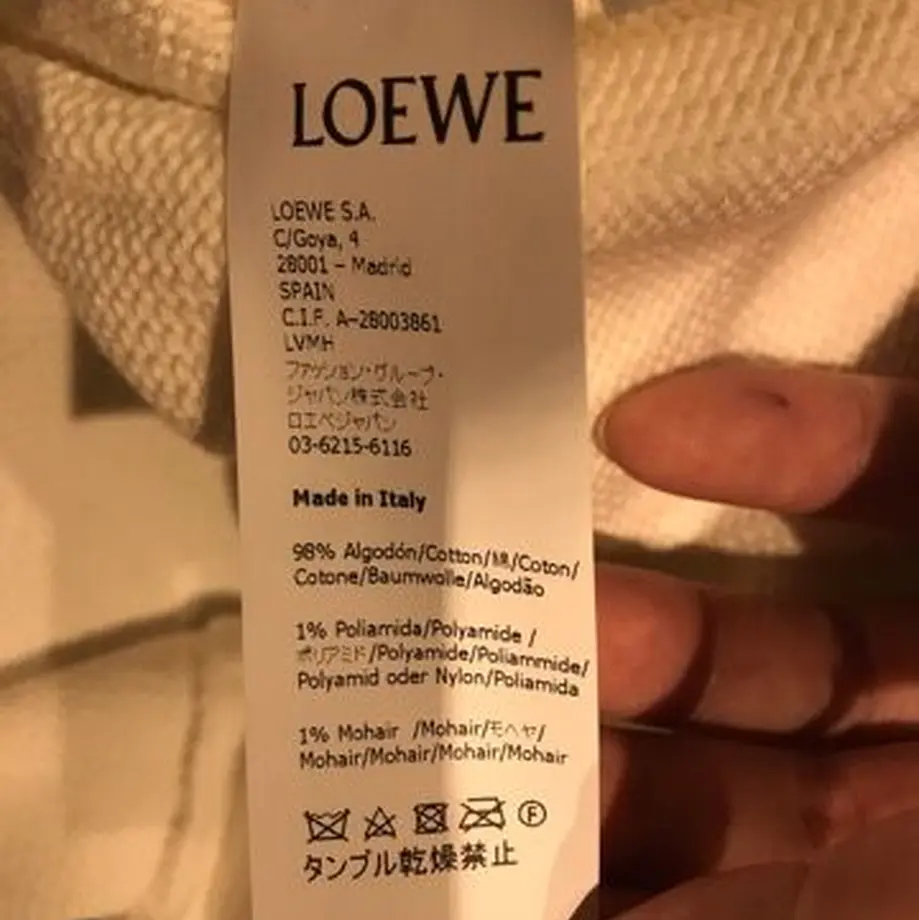 LOEWE
LOEWE S.A.
C/Goya, 4
28001 – Madrid
SPAIN
C.I.F. A-28003861
LVMH
ファッション・グループ・
ジャパン株式会社
ロエベジャパン
03-6215-6116
Made in Italy
98% Algodón/Cotton/綿/Coton/
Cotone/Baumwolle/Algodão
1% Poliamida/Polyamide /
ポリアミド/Polyamide/Poliammide/
Polyamid oder Nylon/Poliamida
1% Mohair /Mohair/モヘヤ/
Mohair/Mohair/Mohair/Mohair
F
タンブル乾燥禁止